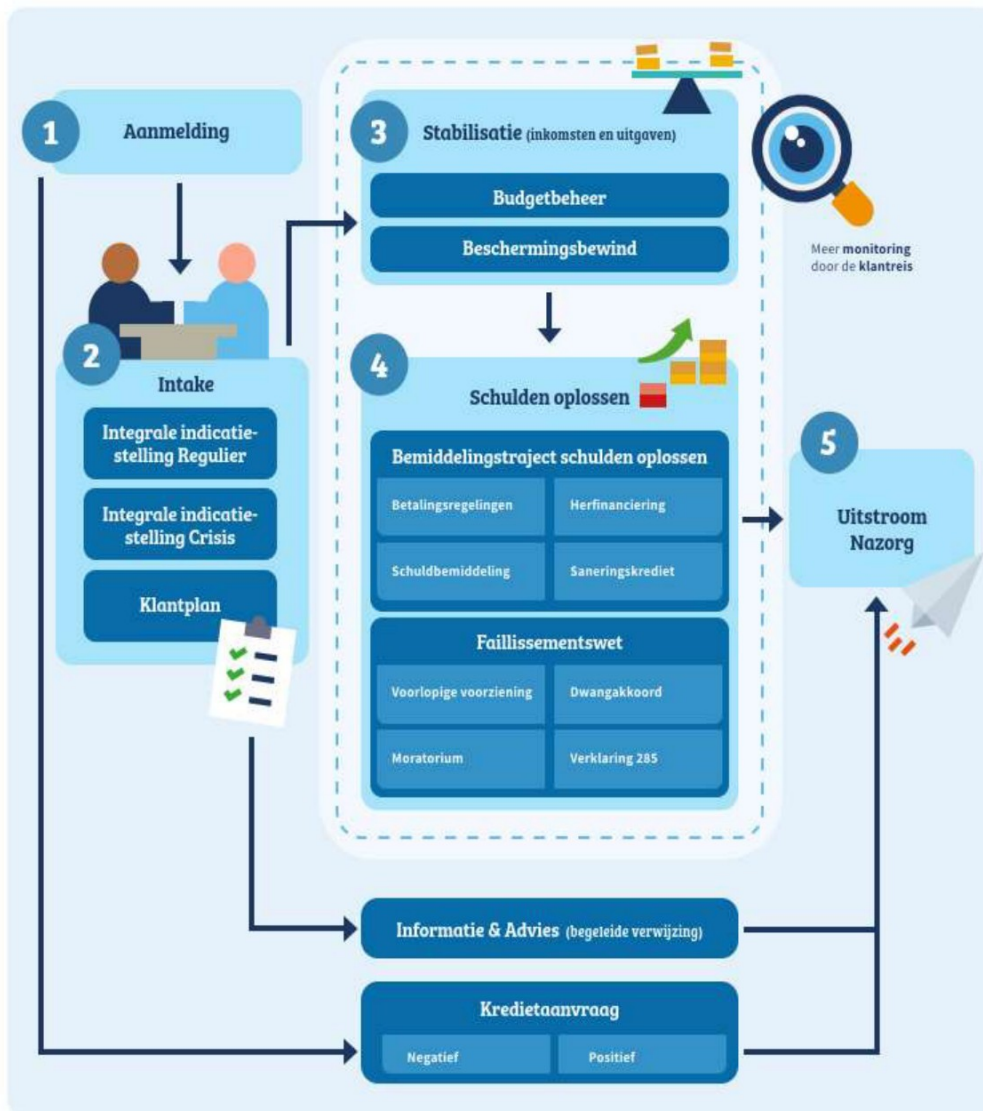 1
Aanmelding
2
Intake
Integrale indicatie-
stelling Regulier
Integrale indicatie-
stelling Crisis
Klantplan
3
Stabilisatie (inkomsten en uitgaven)
Budgetbeheer
Beschermingsbewind
Meer monitoring
door de klantreis
4
Schulden oplossen
Bemiddelingstraject schulden oplossen
Betalingsregelingen
Herfinanciering
Schuldbemiddeling
Saneringskrediet
Faillissementswet
Voorlopige voorziening
Dwangakkoord
Moratorium
Verklaring 285
5
Uitstroom
Nazorg
Informatie & Advies (begeleide verwijzing)
Kredietaanvraag
Negatief
Positief